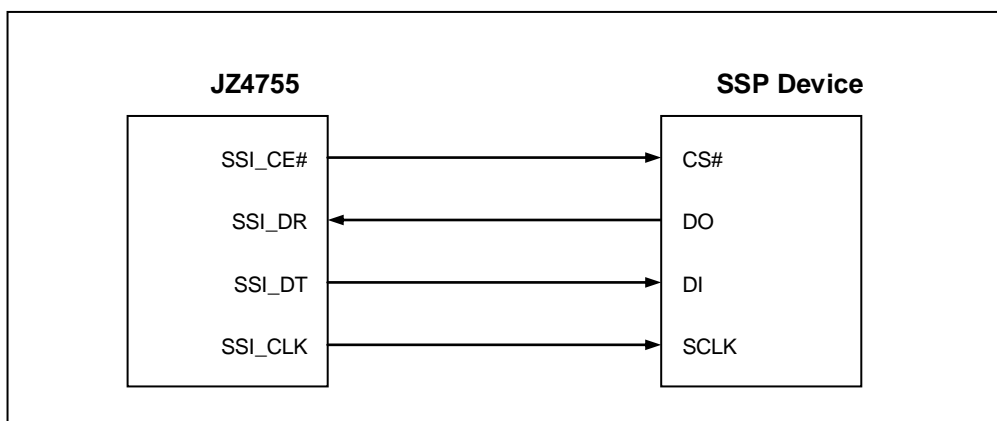 JZ4755
SSP Device
SSI_CE#
CS#
SSI_DR
DO
SSI_DT
DI
SSI_CLK
SCLK